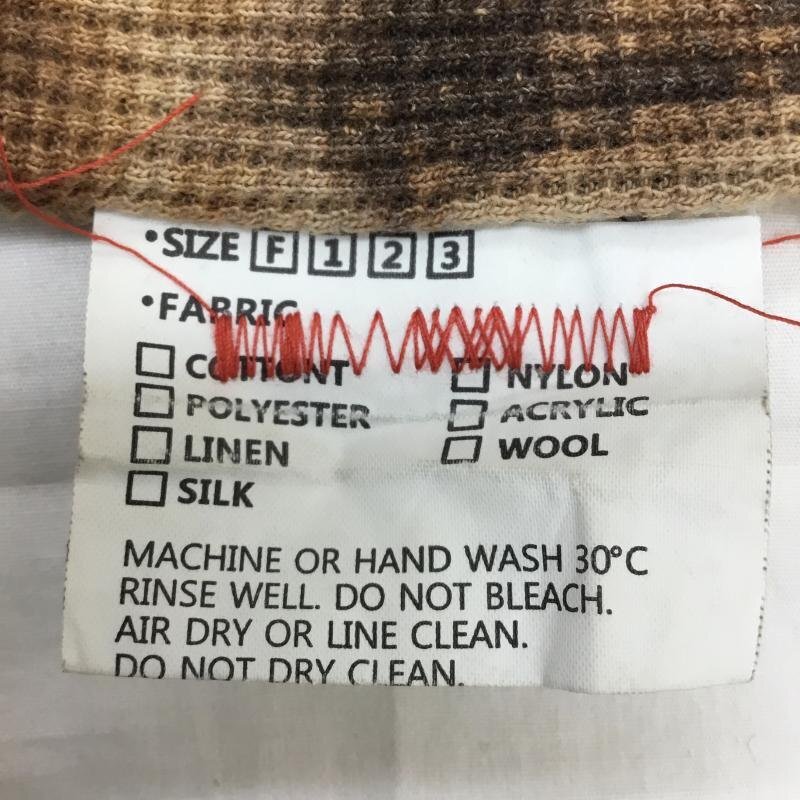 •SIZE F 1 2 3
•FABRIC
COTTONT NYLON
POLYESTER ACRYLIC
LINEN WOOL
SILK
MACHINE OR HAND WASH 30°C
RINSE WELL. DO NOT BLEACH.
AIR DRY OR LINE CLEAN.
DO NOT DRY CLEAN.